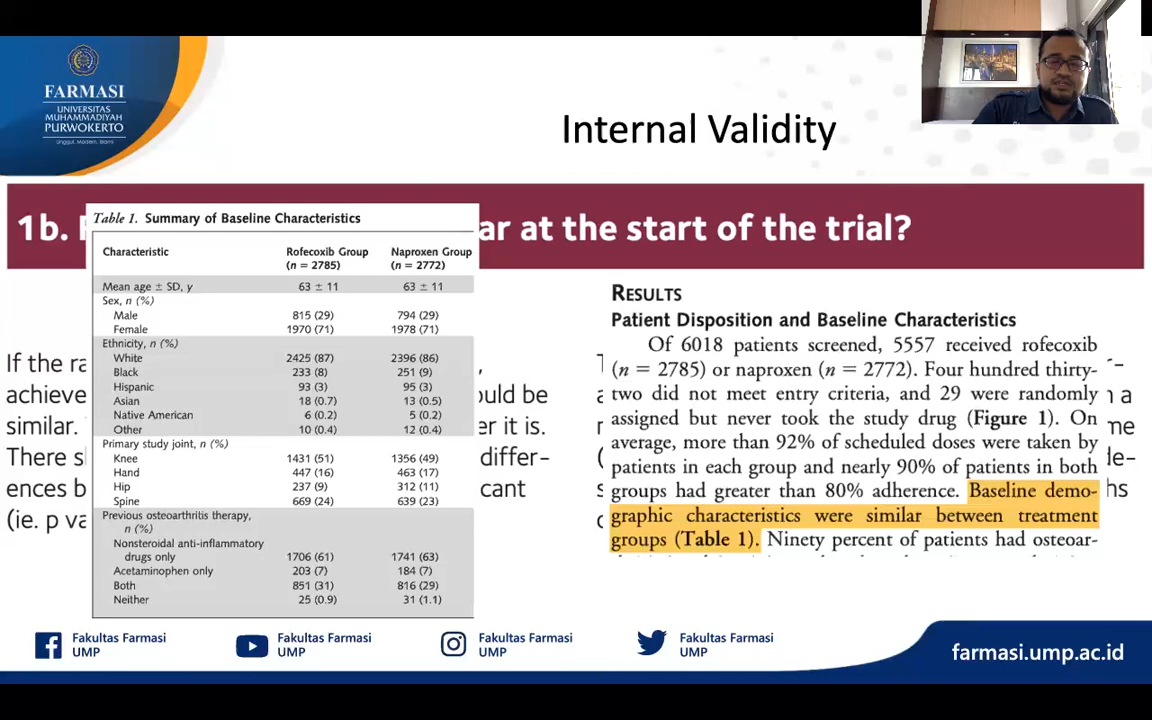 FARMASI
UNIVERSITAS
MUHAMMADIYAH
PURWOKERTO
Unggul, Modern, Islami
Internal Validity
1b.
ar at the start of the trial?
Table 1. Summary of Baseline Characteristics
Characteristic Rofecoxib Group Naproxen Group
(n = 2785) (n = 2772)
Mean age ± SD, y 63 ± 11 63 ± 11
Sex, n (%)
Male 815 (29) 794 (29)
Female 1970 (71) 1978 (71)
Ethnicity, n (%)
White 2425 (87) 2396 (86)
Black 233 (8) 251 (9)
Hispanic 93 (3) 95 (3)
Asian 18 (0.7) 13 (0.5)
Native American 6 (0.2) 5 (0.2)
Other 10 (0.4) 12 (0.4)
Primary study joint, n (%)
Knee 1431 (51) 1356 (49)
Hand 447 (16) 463 (17)
Hip 237 (9) 312 (11)
Spine 669 (24) 639 (23)
Previous osteoarthritis therapy,
n (%)
Nonsteroidal anti-inflammatory
drugs only 1706 (61) 1741 (63)
Acetaminophen only 203 (7) 184 (7)
Both 851 (31) 816 (29)
Neither 25 (0.9) 31 (1.1)
If the ra
achieve
similar.
There s
ences b
(ie. p va
,
ould be
er it is.
differ-
cant
RESULTS
Patient Disposition and Baseline Characteristics
Of 6018 patients screened, 5557 received rofecoxib
(n = 2785) or naproxen (n = 2772). Four hundred thirty-
two did not meet entry criteria, and 29 were randomly
assigned but never took the study drug (Figure 1). On
average, more than 92% of scheduled doses were taken by
patients in each group and nearly 90% of patients in both
groups had greater than 80% adherence. Baseline demo-
graphic characteristics were similar between treatment
groups (Table 1). Ninety percent of patients had osteoar-
a
me
de-
hs
Fakultas Farmasi
UMP
Fakultas Farmasi
UMP
Fakultas Farmasi
UMP
Fakultas Farmasi
UMP
farmasi.ump.ac.id